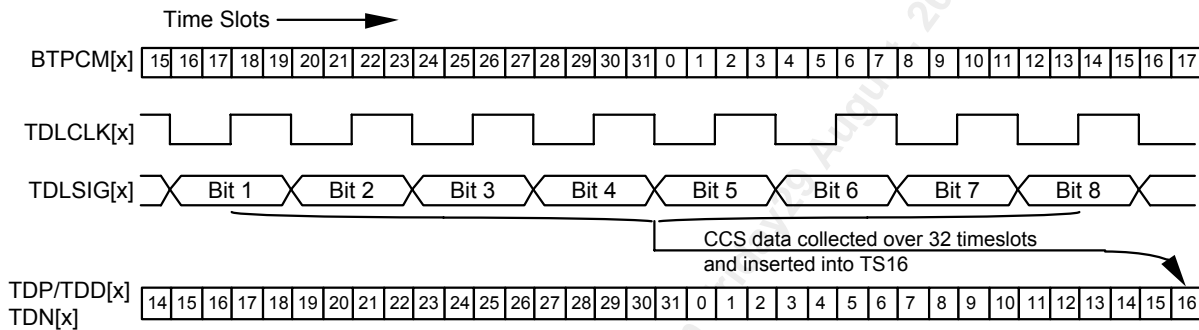 Time Slots
BTPCM[x] 15 16 17 18 19 20 21 22 23 24 25 26 27 28 29 30 31 0 1 2 3 4 5 6 7 8 9 10 11 12 13 14 15 16 17
TDLCLK[x]
TDLSIG[x] Bit 1 Bit 2 Bit 3 Bit 4 Bit 5 Bit 6 Bit 7 Bit 8
CCS data collected over 32 timeslots
and inserted into TS16
TDP/TDD[x] 14 15 16 17 18 19 20 21 22 23 24 25 26 27 28 29 30 31 0 1 2 3 4 5 6 7 8 9 10 11 12 13 14 15 16
TDN[x]
29 August, 20